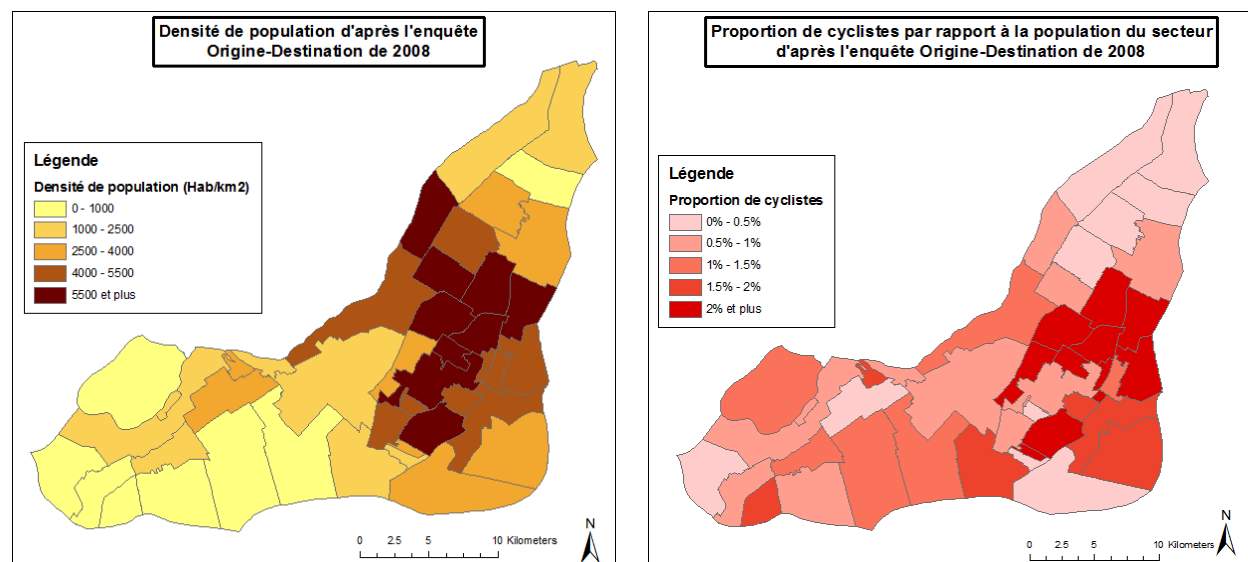 Densité de population d'après l'enquête
Origine-Destination de 2008
Légende
Densité de population (Hab/km2)
0 - 1000
1000 - 2500
2500 - 4000
4000 - 5500
5500 et plus
N
0 2.5 5 10 Kilometers
Proportion de cyclistes par rapport à la population du secteur
d'après l'enquête Origine-Destination de 2008
Légende
Proportion de cyclistes
0% - 0.5%
0.5% - 1%
1% - 1.5%
1.5% - 2%
2% et plus
N
0 2.5 5 10 Kilometers